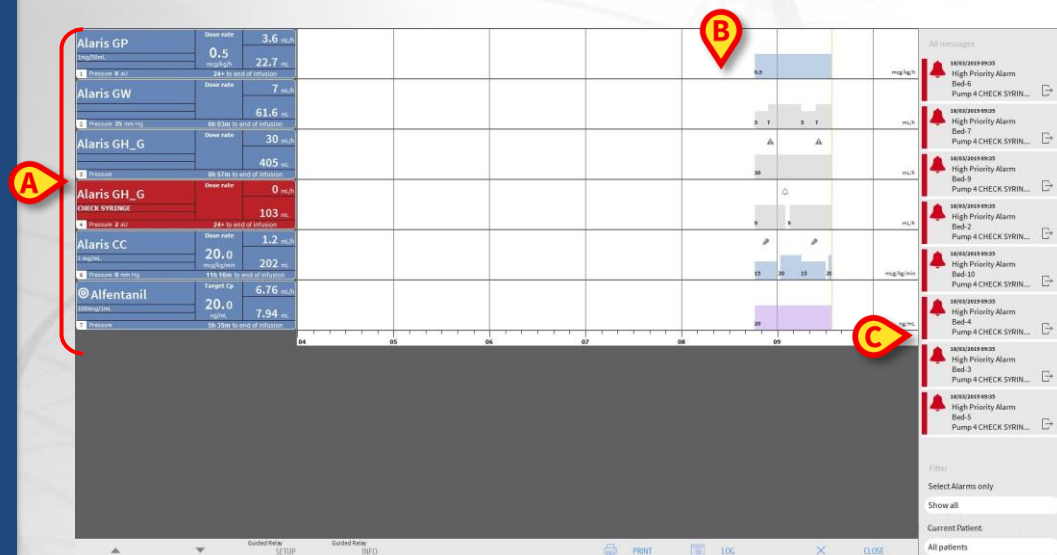 B
All messages
Alaris GP
Dose rate
3.6 mL/h
1mg/50mL
0.5
mcg/kg/h
22.7 mL
1 Pressure 0 aU
24+ to end of infusion
0.5
mcg/kg/h
Alaris GW
Dose rate
7 mL/h
61.6 mL
2 Pressure 35 mm Hg
6h 03m to end of infusion
5 7 5 7
mL/h
Alaris GH_G
Dose rate
30 mL/h
405 mL
3 Pressure
0h 57m to end of infusion
30
mL/h
A
Alaris GH_G
CHECK SYRINGE
Dose rate
0 mL/h
103 mL
4 Pressure 2 aU
24+ to end of infusion
9 9
mL/h
Alaris CC
Dose rate
1.2 mL/h
20.0
mcg/kg/min
202 mL
6 Pressure 8 mm Hg
11h 16m to end of infusion
15 20 15 20
mcg/kg/min
Alfentanil
Target Cp
6.76 mL/h
100mcg/1mL
20.0
ng/mL
7.94 mL
7 Pressure
5h 35m to end of infusion
20
ng/mL
04 05 06 07 08 09
C
18/03/2019 09:35
High Priority Alarm
Bed-6
Pump 4 CHECK SYRIN...
18/03/2019 09:35
High Priority Alarm
Bed-7
Pump 4 CHECK SYRIN...
18/03/2019 09:35
High Priority Alarm
Bed-9
Pump 4 CHECK SYRIN...
18/03/2019 09:35
High Priority Alarm
Bed-2
Pump 4 CHECK SYRIN...
18/03/2019 09:35
High Priority Alarm
Bed-10
Pump 4 CHECK SYRIN...
18/03/2019 09:35
High Priority Alarm
Bed-4
Pump 4 CHECK SYRIN...
18/03/2019 09:35
High Priority Alarm
Bed-3
Pump 4 CHECK SYRIN...
18/03/2019 09:35
High Priority Alarm
Bed-5
Pump 4 CHECK SYRIN...
Filter
Select Alarms only
Show all
Current Patient
All patients
Guided Relay
SETUP
Guided Relay
INFO
PRINT
LOG
CLOSE